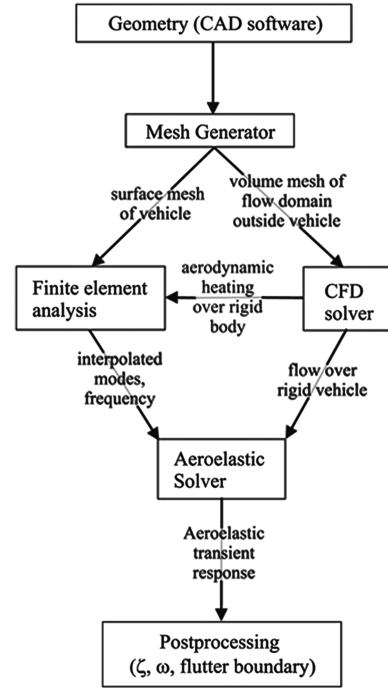 Geometry (CAD software)
Mesh Generator
surface mesh
of vehicle
volume mesh of
flow domain
outside vehicle
Finite element
analysis
aerodynamic
heating
over rigid
body
CFD
solver
interpolated
modes,
frequency
flow over
rigid vehicle
Aeroelastic
Solver
Aeroelastic
transient
response
Postprocessing
(ζ, ω, flutter boundary)